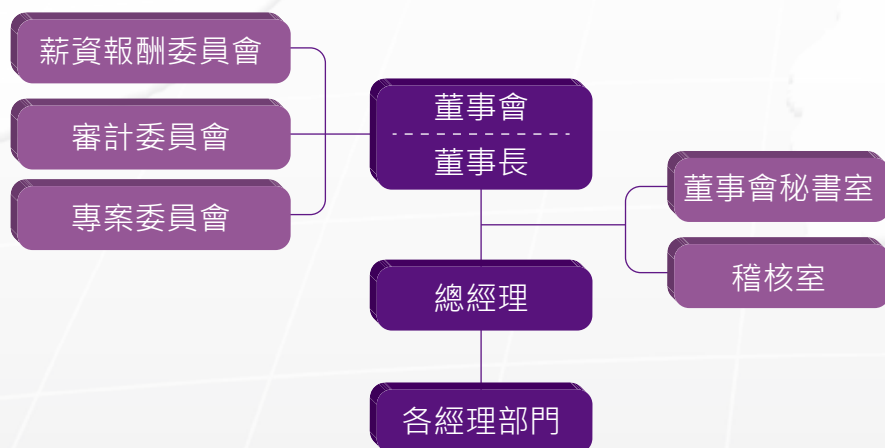 薪資報酬委員會
審計委員會
專案委員會
董事會
董事長
董事會秘書室
稽核室
總經理
各經理部門